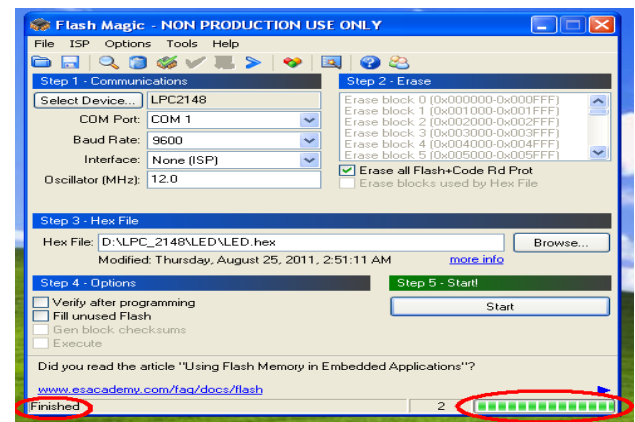 Flash Magic - NON PRODUCTION USE ONLY
File ISP Options Tools Help
Step 1 - Communications
Select Device... LPC2148
COM Port: COM 1
Baud Rate: 9600
Interface: None (ISP)
Oscillator (MHz): 12.0
Step 2 - Erase
Erase block 0 (0x000000-0x000FFF)
Erase block 1 (0x001000-0x001FFF)
Erase block 2 (0x002000-0x002FFF)
Erase block 3 (0x003000-0x003FFF)
Erase block 4 (0x004000-0x004FFF)
Erase block 5 (0x005000-0x005FFF)
Erase all Flash+Code Rd Prot
Erase blocks used by Hex File
Step 3 - Hex File
Hex File: D:\LPC_2148\LED\LED.hex Browse...
Modified: Thursday, August 25, 2011, 2:51:11 AM more info
Step 4 - Options
Verify after programming
Fill unused Flash
Gen block checksums
Execute
Step 5 - Start!
Start
Did you read the article "Using Flash Memory in Embedded Applications"?
www.esacademy.com/faq/docs/flash
Finished 2